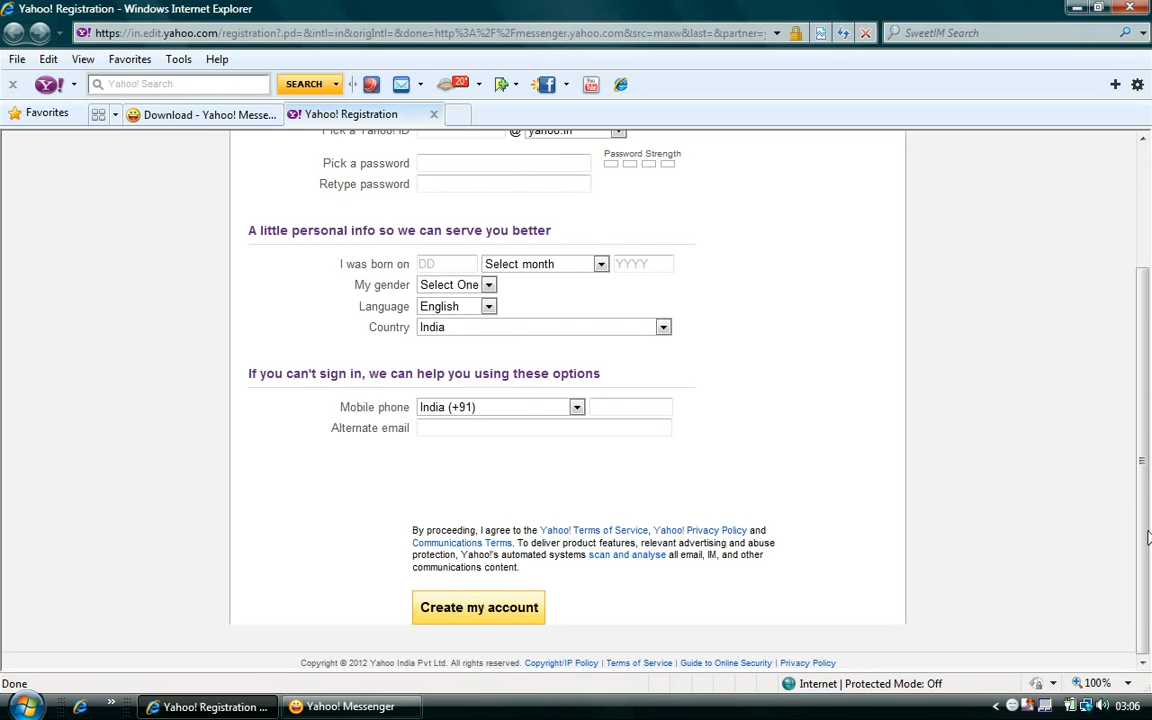 Yahoo! Registration - Windows Internet Explorer
https://in.edit.yahoo.com/registration?.pd=&intl=in&origIntl=&done=http%3A%2F%2Fmessenger.yahoo.com&src=maxw&last=&partner=y
SweetIM Search
File Edit View Favorites Tools Help
Y! Yahoo! Search SEARCH 20°
Favorites Download - Yahoo! Messe... Yahoo! Registration
Pick a Yahoo! ID @ yahoo.in
Pick a password Password Strength
Retype password
A little personal info so we can serve you better
I was born on DD Select month YYYY
My gender Select One
Language English
Country India
If you can't sign in, we can help you using these options
Mobile phone India (+91)
Alternate email
By proceeding, I agree to the Yahoo! Terms of Service, Yahoo! Privacy Policy and
Communications Terms. To deliver product features, relevant advertising and abuse
protection, Yahoo!'s automated systems scan and analyse all email, IM, and other
communications content.
Create my account
Copyright © 2012 Yahoo India Pvt Ltd. All rights reserved. Copyright/IP Policy | Terms of Service | Guide to Online Security | Privacy Policy
Done Internet | Protected Mode: Off 100%
Yahoo! Registration ... Yahoo! Messenger 03:06